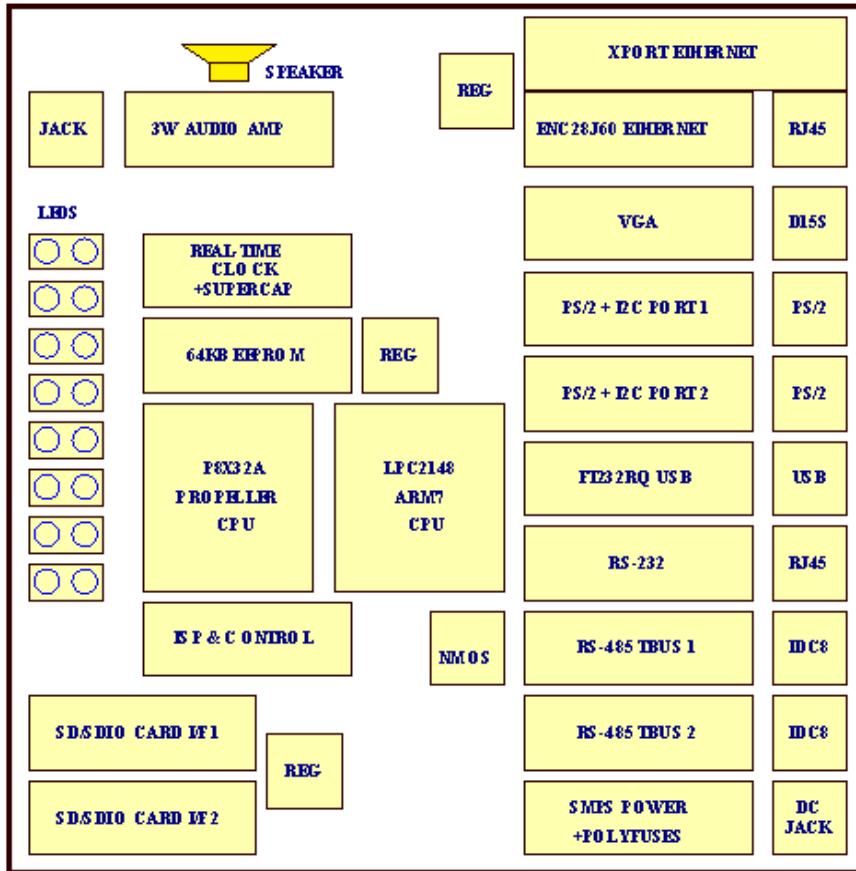 XPORT ETHERNET
SPEAKER
REG
JACK
3W AUDIO AMP
ENC28J60 ETHERNET
RJ45
LEDS
VGA
D15S
REAL-TIME
CLOCK
+SUPERCAP
PS/2 + I2C PORT 1
PS/2
64KB EEPROM
REG
PS/2 + I2C PORT 2
PS/2
P8X32A
PROPELLER
CPU
LPC2148
ARM7
CPU
FT232RQ USB
USB
RS-232
RJ45
ISP & CONTROL
NMOS
RS-485 TBUS 1
IDC8
SD/SDIO CARD I/F 1
REG
RS-485 TBUS 2
IDC8
SD/SDIO CARD I/F 2
SMPS POWER
+POLYFUSES
DC
JACK